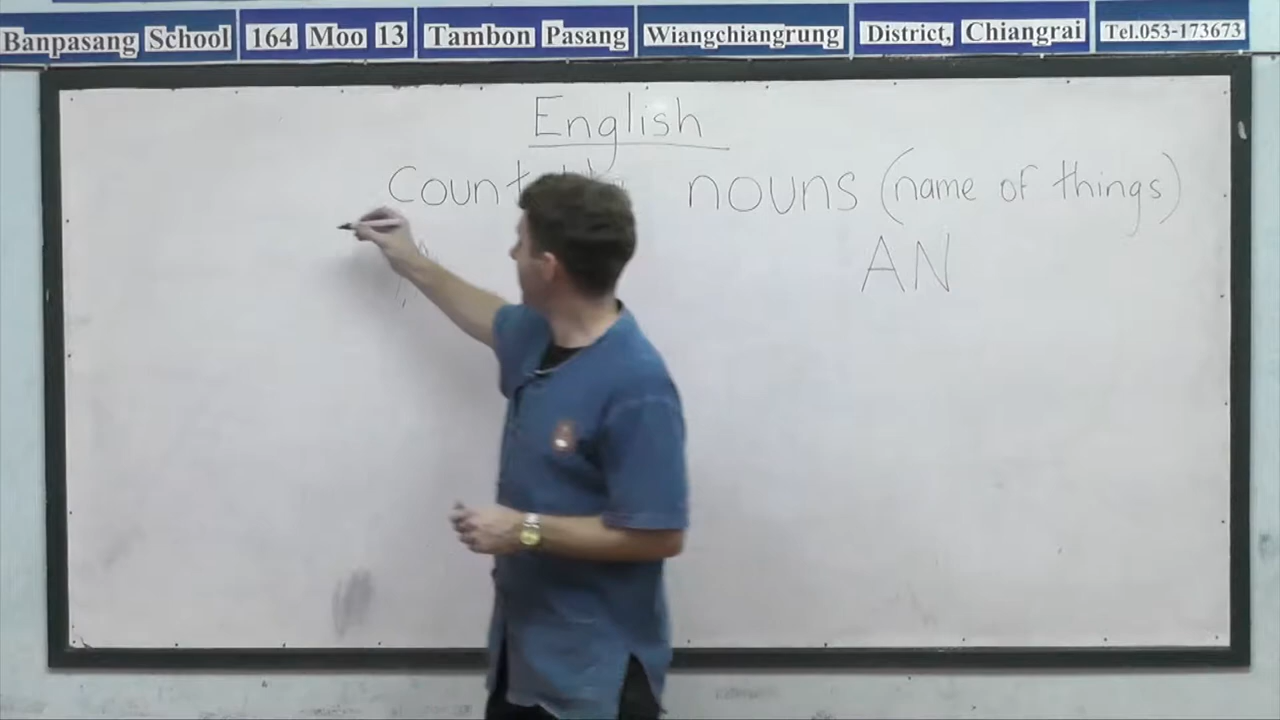 Banpasang School 164 Moo 13 Tambon Pasang Wiangchiangrung District, Chiangrai Tel.053-173673
English
nouns (name of things)
AN